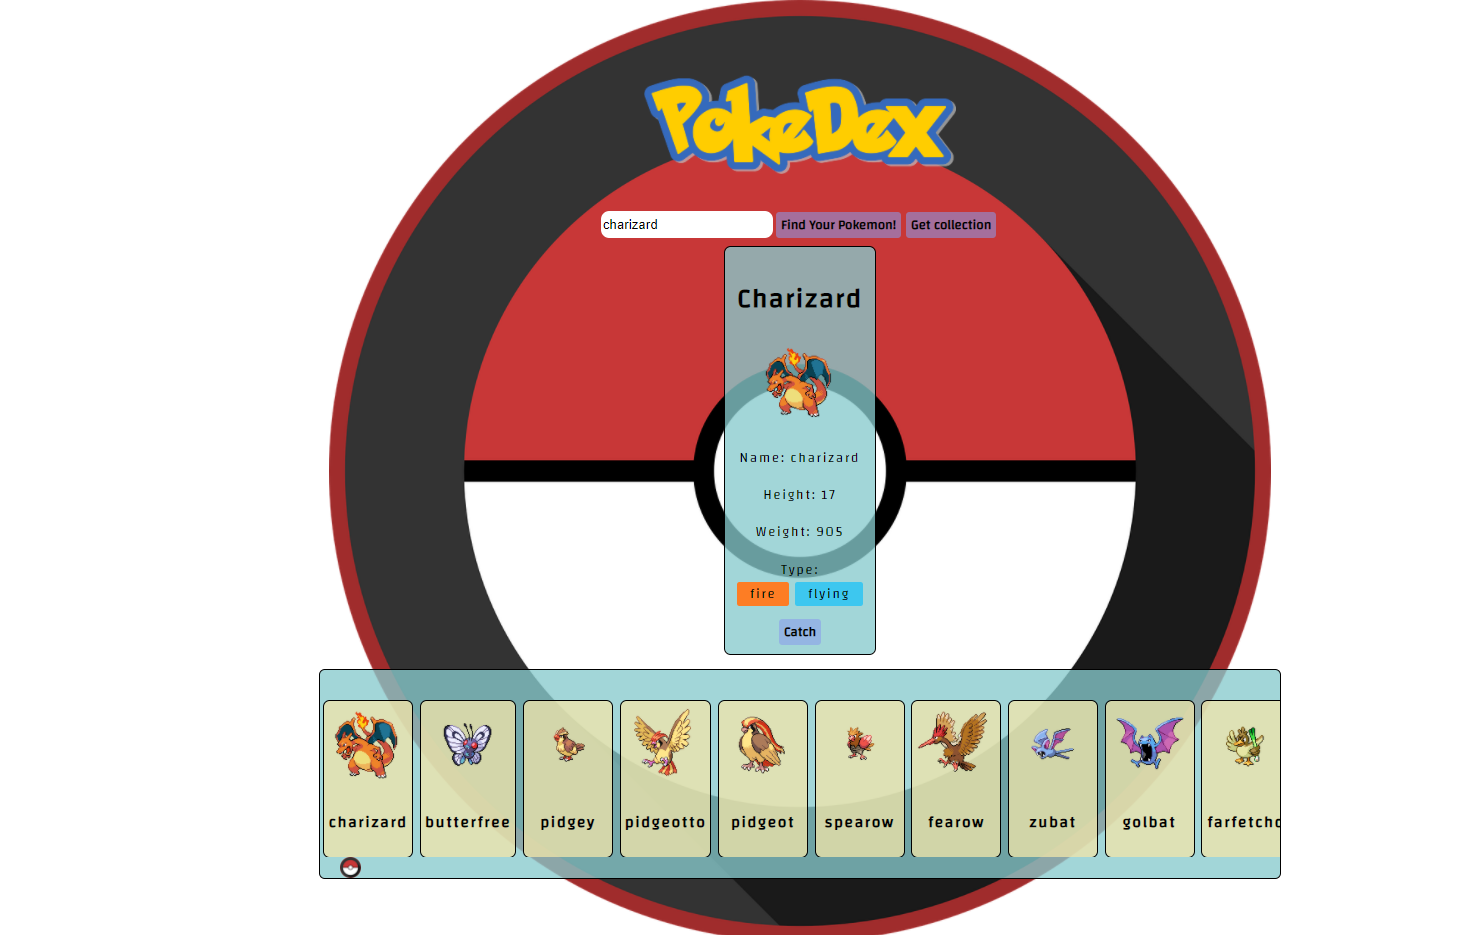 PokeDex
charizard Find Your Pokemon! Get collection
Charizard
Name: charizard
Height: 17
Weight: 905
Type:
fire flying
Catch
charizard butterfree pidgey pidgeotto pidgeot spearow fearow zubat golbat farfetchd